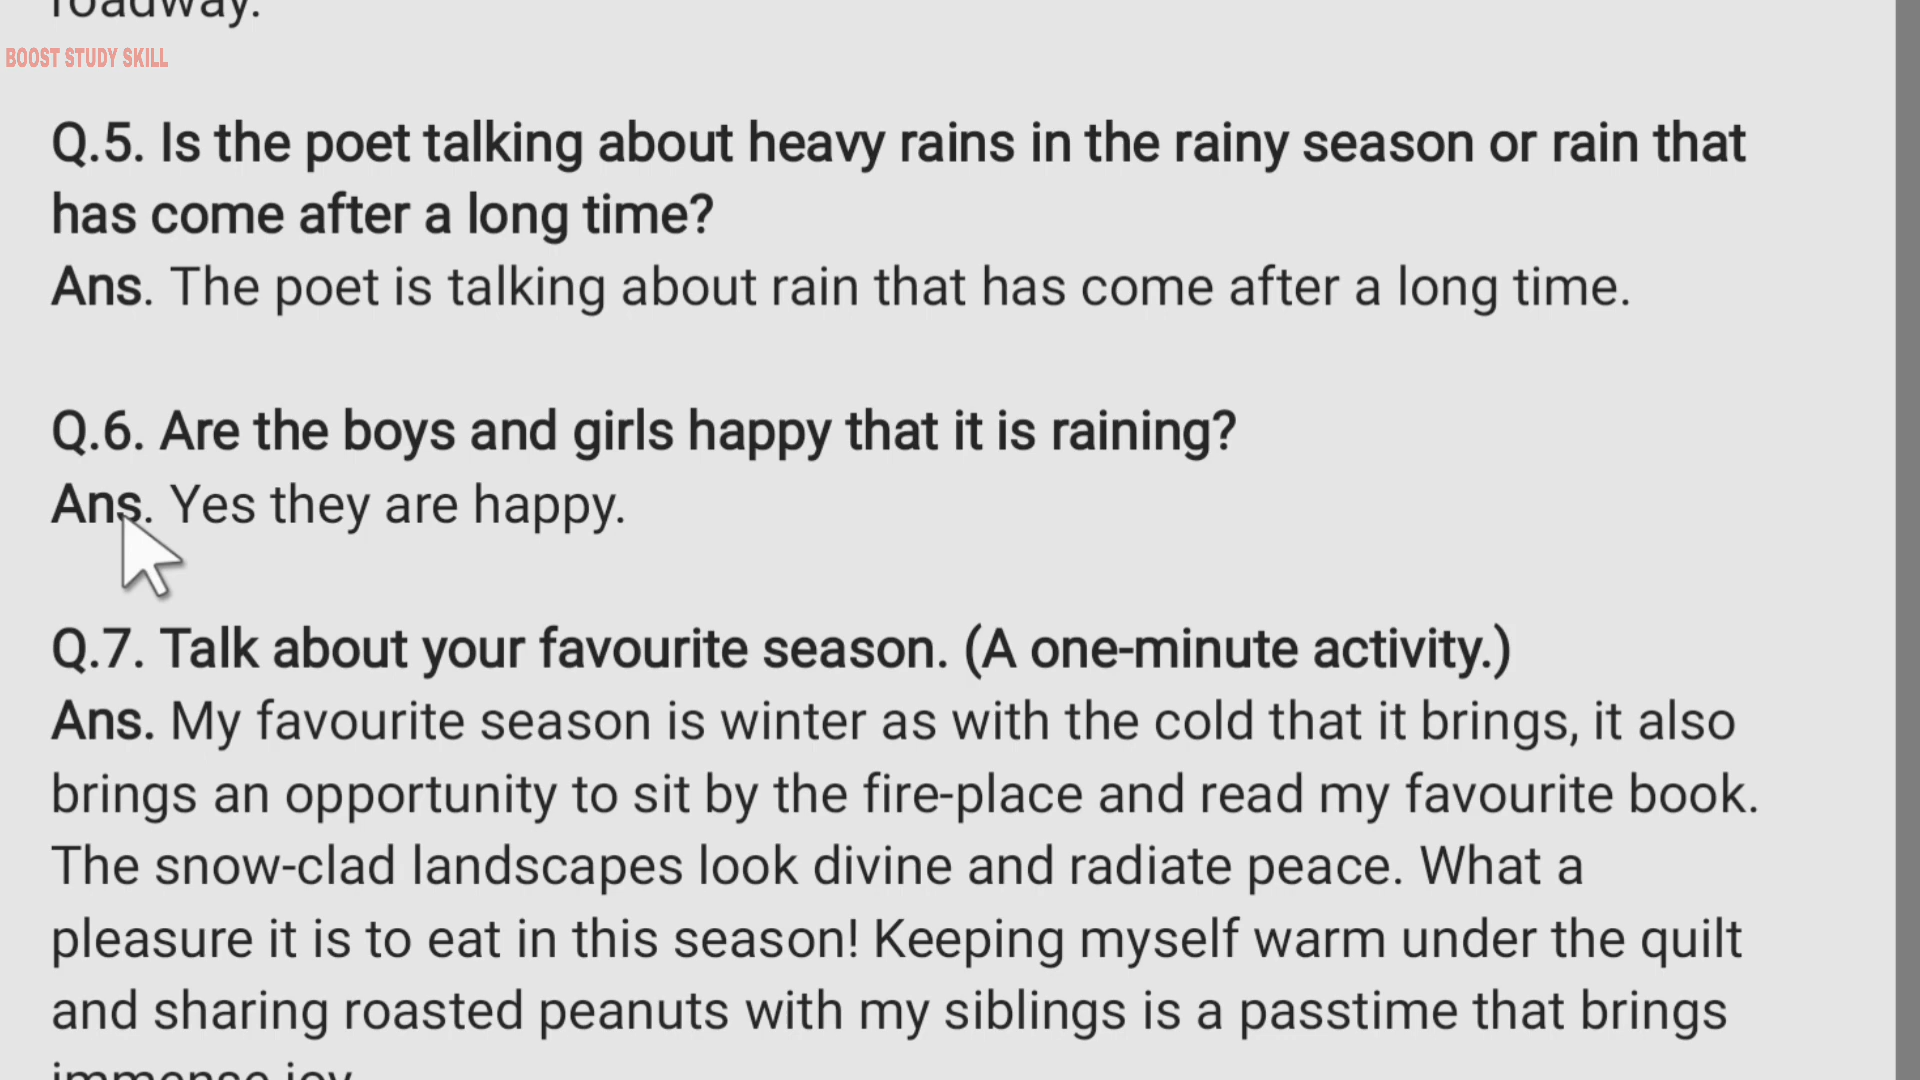 roadway.
BOOST STUDY SKILL
Q.5. Is the poet talking about heavy rains in the rainy season or rain that
has come after a long time?
Ans. The poet is talking about rain that has come after a long time.
Q.6. Are the boys and girls happy that it is raining?
Ans. Yes they are happy.
Q.7. Talk about your favourite season. (A one-minute activity.)
Ans. My favourite season is winter as with the cold that it brings, it also
brings an opportunity to sit by the fire-place and read my favourite book.
The snow-clad landscapes look divine and radiate peace. What a
pleasure it is to eat in this season! Keeping myself warm under the quilt
and sharing roasted peanuts with my siblings is a passtime that brings
immense joy